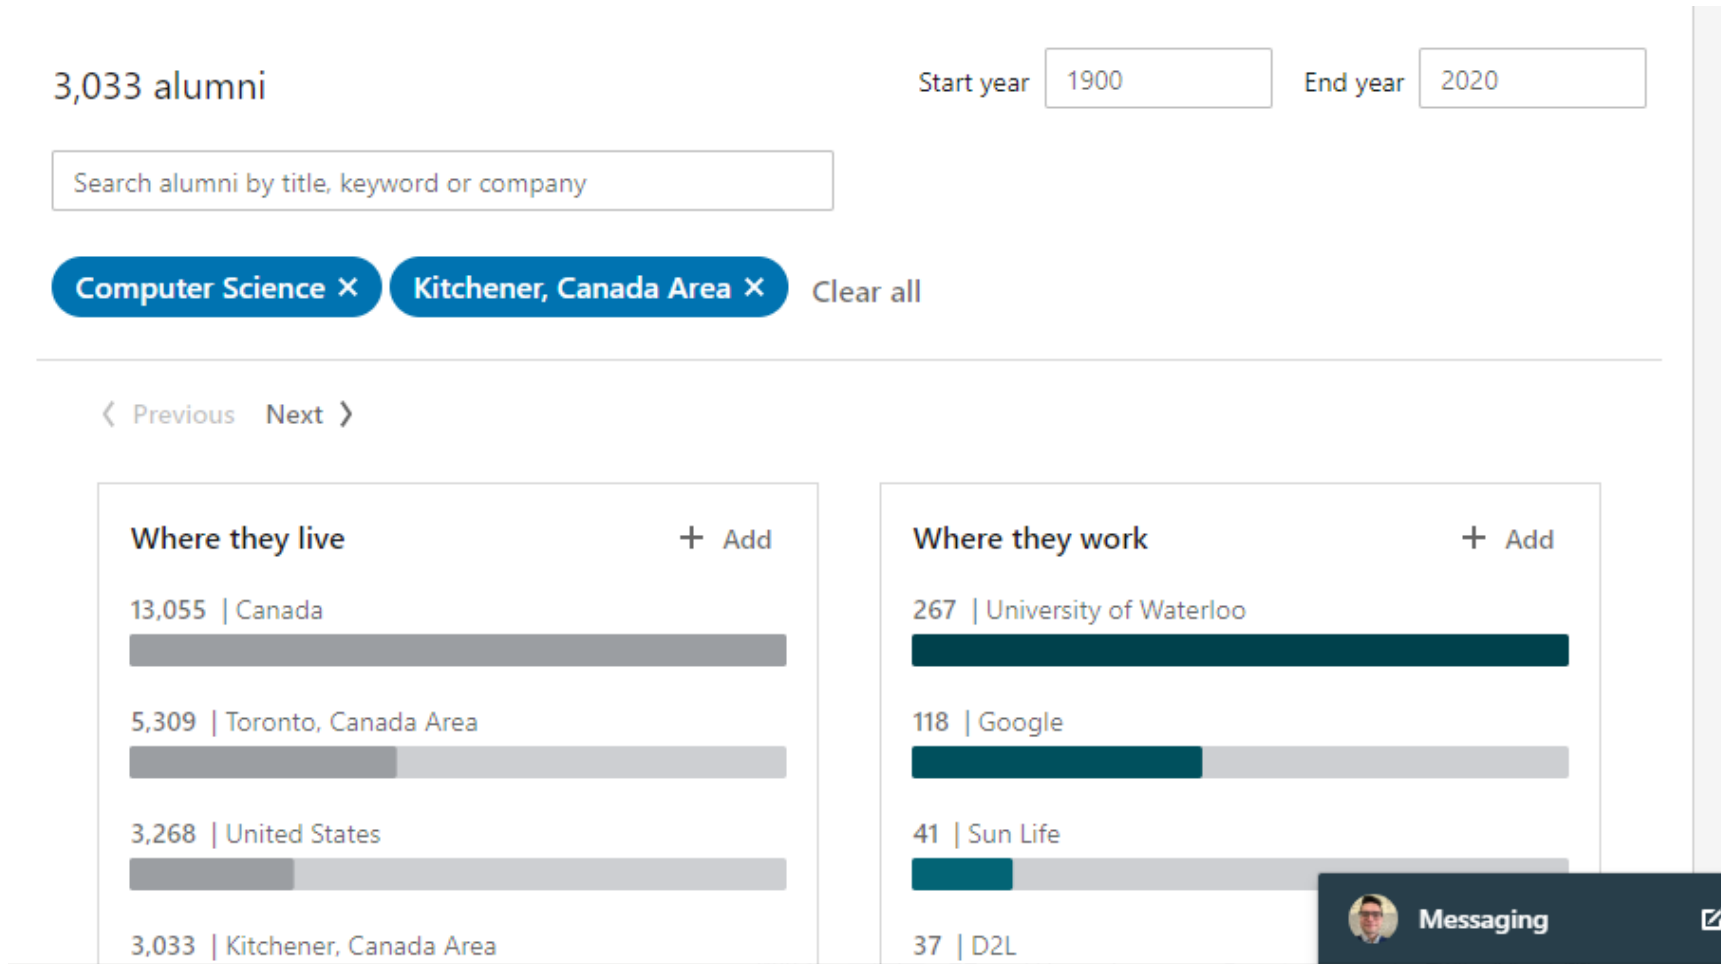 3,033 alumni
Start year 1900 End year 2020
Search alumni by title, keyword or company
Computer Science × Kitchener, Canada Area × Clear all
Previous Next
Where they live + Add
13,055 | Canada
5,309 | Toronto, Canada Area
3,268 | United States
3,033 | Kitchener, Canada Area
Where they work + Add
267 | University of Waterloo
118 | Google
41 | Sun Life
37 | D2L
Messaging